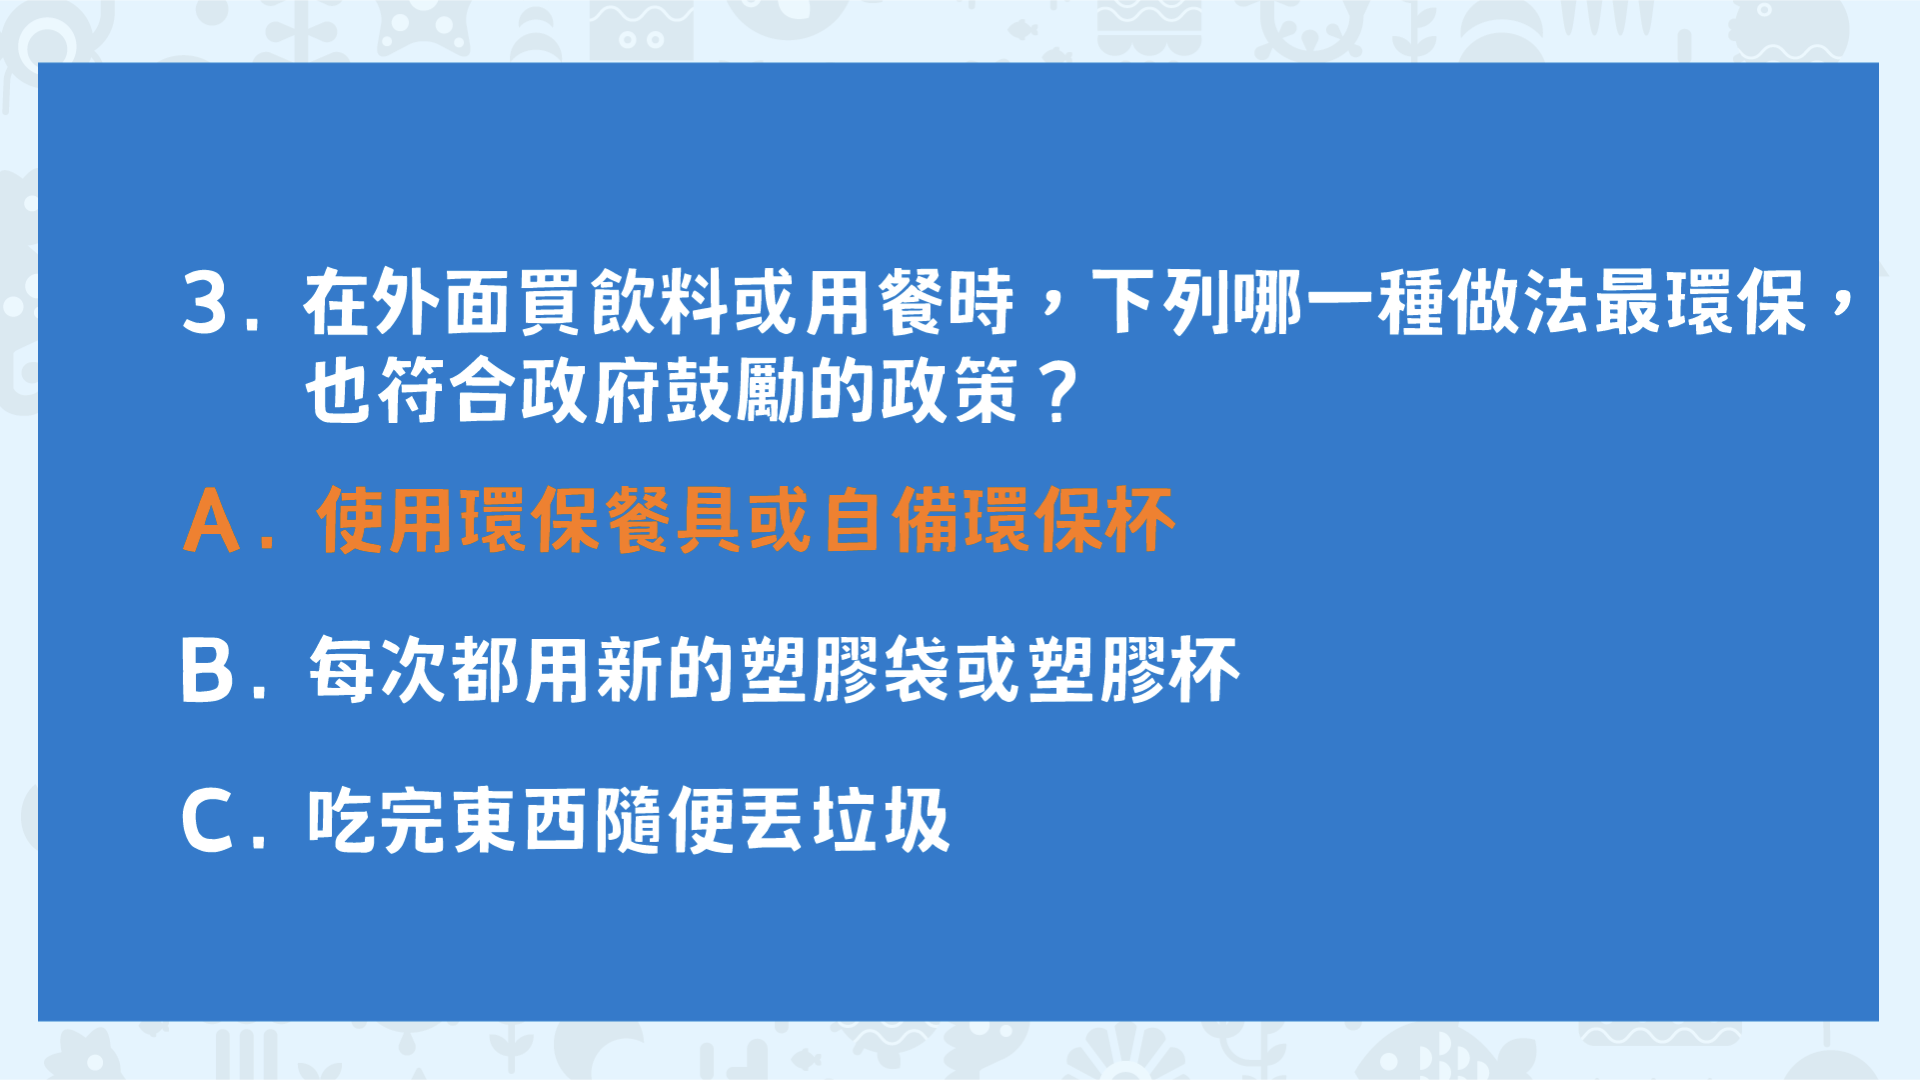 3. 在外面買飲料或用餐時，下列哪一種做法最環保，
也符合政府鼓勵的政策？
A. 使用環保餐具或自備環保杯
B. 每次都用新的塑膠袋或塑膠杯
C. 吃完東西隨便丟垃圾